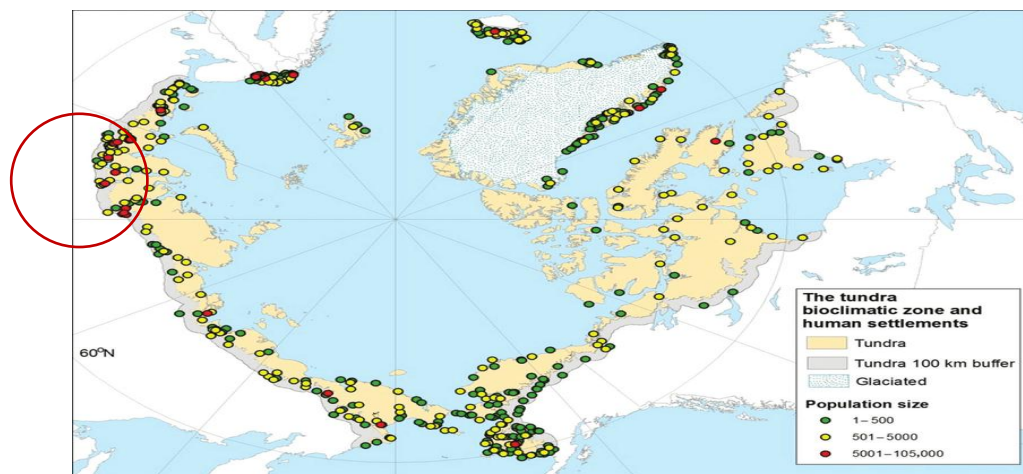 60°N
The tundra
bioclimatic zone and
human settlements
Tundra
Tundra 100 km buffer
Glaciated
Population size
1–500
501–5000
5001–105,000